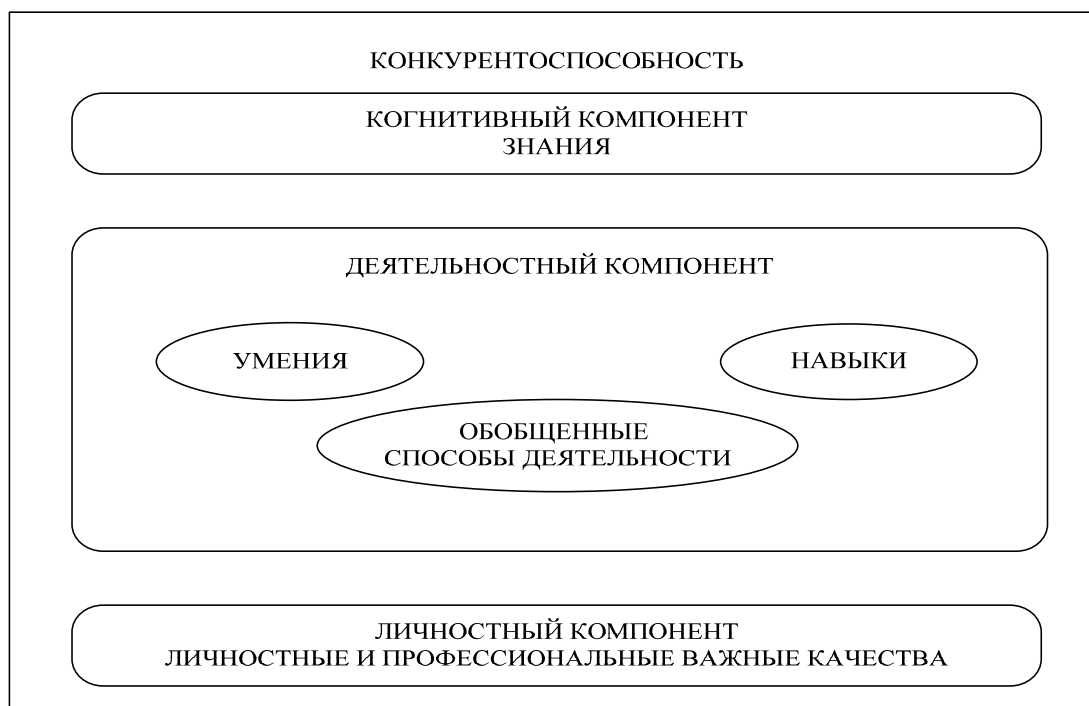 КОНКУРЕНТОСПОСОБНОСТЬ
КОГНИТИВНЫЙ КОМПОНЕНТ
ЗНАНИЯ
ДЕЯТЕЛЬНОСТНЫЙ КОМПОНЕНТ
УМЕНИЯ
НАВЫКИ
ОБОБЩЕННЫЕ
СПОСОБЫ ДЕЯТЕЛЬНОСТИ
ЛИЧНОСТНЫЙ КОМПОНЕНТ
ЛИЧНОСТНЫЕ И ПРОФЕССИОНАЛЬНЫЕ ВАЖНЫЕ КАЧЕСТВА